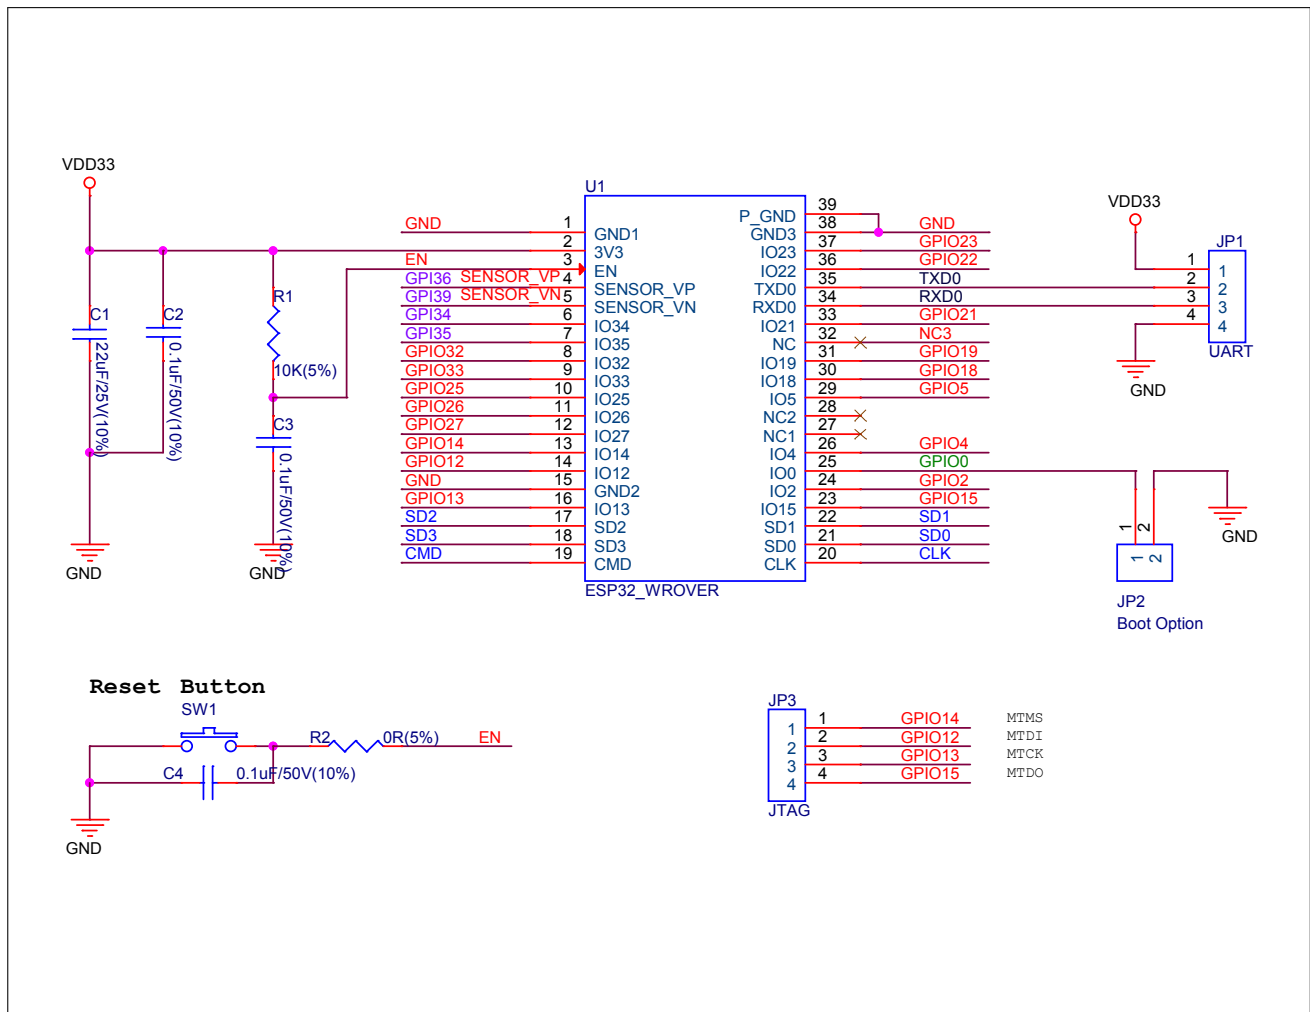 VDD33
C1
22uF/25V(10%)
C2
0.1uF/50V(10%)
R1
10K(5%)
C3
0.1uF/50V(10%)
GND
GND
U1
GND 1 GND1
2 3V3
EN 3 EN
GPI36 SENSOR_VP 4 SENSOR_VP
GPI39 SENSOR_VN 5 SENSOR_VN
GPI34 6 IO34
GPI35 7 IO35
GPIO32 8 IO32
GPIO33 9 IO33
GPIO25 10 IO25
GPIO26 11 IO26
GPIO27 12 IO27
GPIO14 13 IO14
GPIO12 14 IO12
GND 15 GND2
GPIO13 16 IO13
SD2 17 SD2
SD3 18 SD3
CMD 19 CMD
P_GND 39
GND3 38 GND
IO23 37 GPIO23
IO22 36 GPIO22
TXD0 35 TXD0
RXD0 34 RXD0
IO21 33 GPIO21
NC 32 NC3
IO19 31 GPIO19
IO18 30 GPIO18
IO5 29 GPIO5
NC2 28
NC1 27
IO4 26 GPIO4
IO0 25 GPIO0
IO2 24 GPIO2
IO15 23 GPIO15
SD1 22 SD1
SD0 21 SD0
CLK 20 CLK
ESP32_WROVER
VDD33
JP1
1 1
2 2
3 3
4 4
UART
GND
1 2
1 2
GND
JP2
Boot Option
Reset Button
SW1
R2 0R(5%) EN
C4 0.1uF/50V(10%)
GND
JP3
1 1 GPIO14 MTMS
2 2 GPIO12 MTDI
3 3 GPIO13 MTCK
4 4 GPIO15 MTDO
JTAG